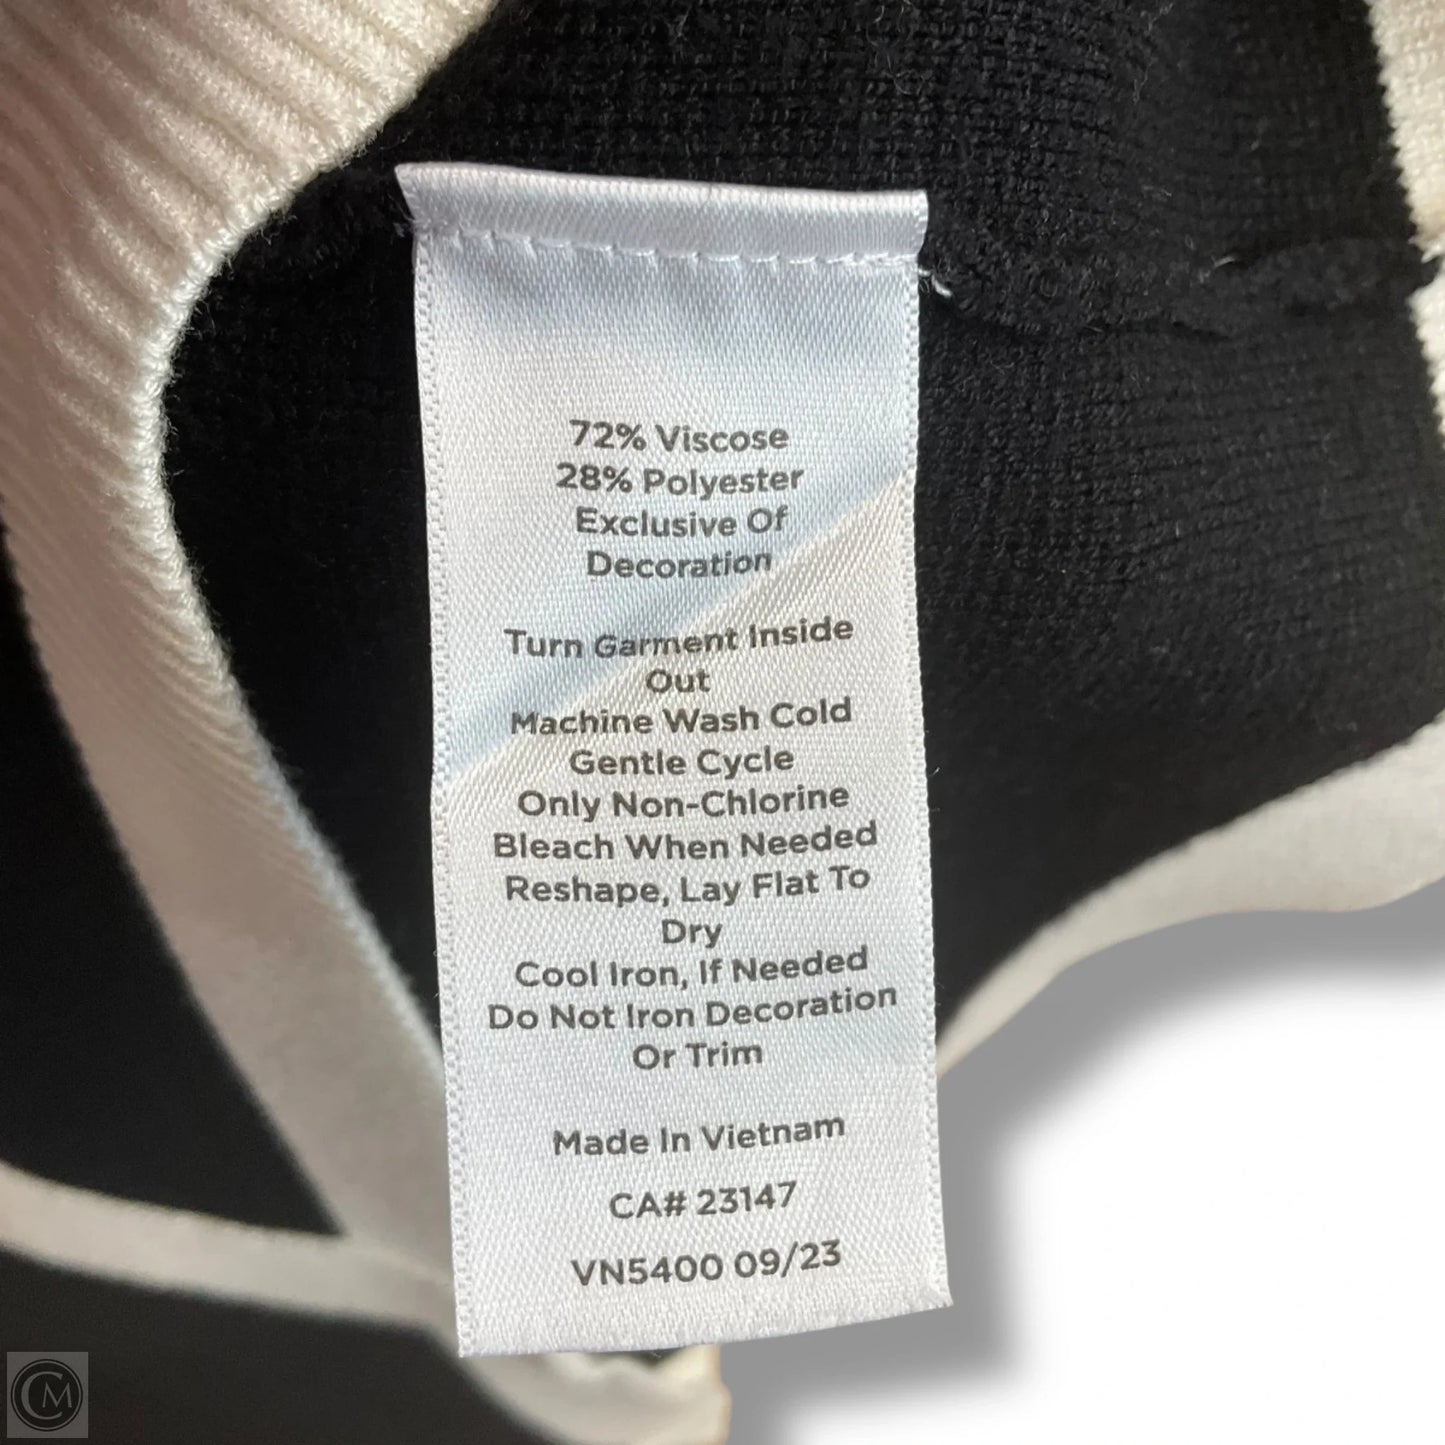 72% Viscose
28% Polyester
Exclusive Of
Decoration
Turn Garment Inside
Out
Machine Wash Cold
Gentle Cycle
Only Non-Chlorine
Bleach When Needed
Reshape, Lay Flat To
Dry
Cool Iron, If Needed
Do Not Iron Decoration
Or Trim
Made In Vietnam
CA# 23147
VN5400 09/23
CM